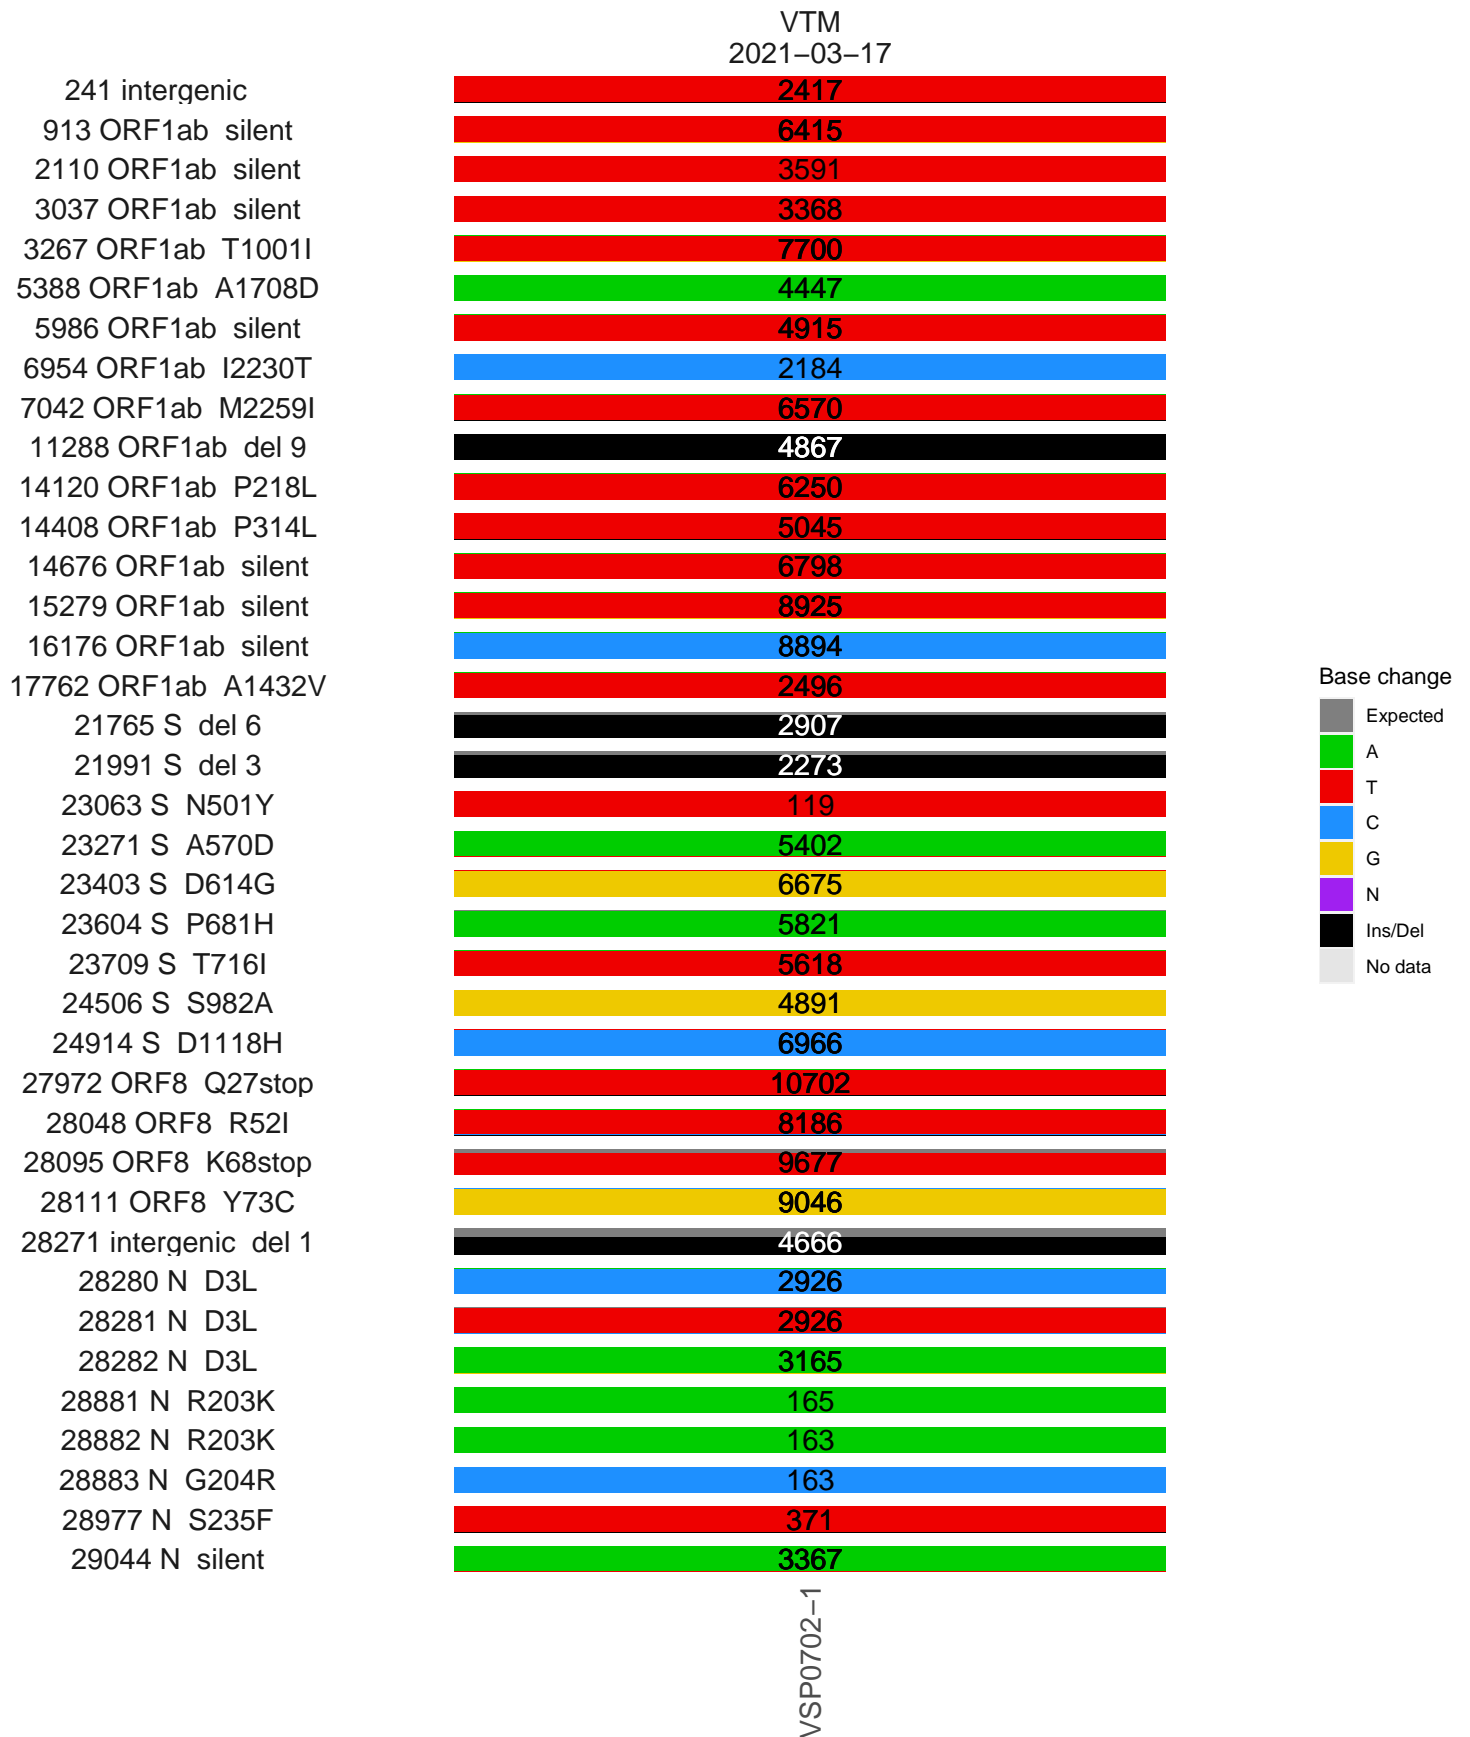 VTM
2021−03−17
241 intergenic 2417
913 ORF1ab silent 6415
2110 ORF1ab silent 3591
3037 ORF1ab silent 3368
3267 ORF1ab T1001I 7700
5388 ORF1ab A1708D 4447
5986 ORF1ab silent 4915
6954 ORF1ab I2230T 2184
7042 ORF1ab M2259I 6570
11288 ORF1ab del 9 4867
14120 ORF1ab P218L 6250
14408 ORF1ab P314L 5045
14676 ORF1ab silent 6798
15279 ORF1ab silent 8925
16176 ORF1ab silent 8894
17762 ORF1ab A1432V 2496
21765 S del 6 2907
21991 S del 3 2273
23063 S N501Y 119
23271 S A570D 5402
23403 S D614G 6675
23604 S P681H 5821
23709 S T716I 5618
24506 S S982A 4891
24914 S D1118H 6966
27972 ORF8 Q27stop 10702
28048 ORF8 R52I 8186
28095 ORF8 K68stop 9677
28111 ORF8 Y73C 9046
28271 intergenic del 1 4666
28280 N D3L 2926
28281 N D3L 2926
28282 N D3L 3165
28881 N R203K 165
28882 N R203K 163
28883 N G204R 163
28977 N S235F 371
29044 N silent 3367
VSP0702−1
Base change
Expected
A
T
C
G
N
Ins/Del
No data